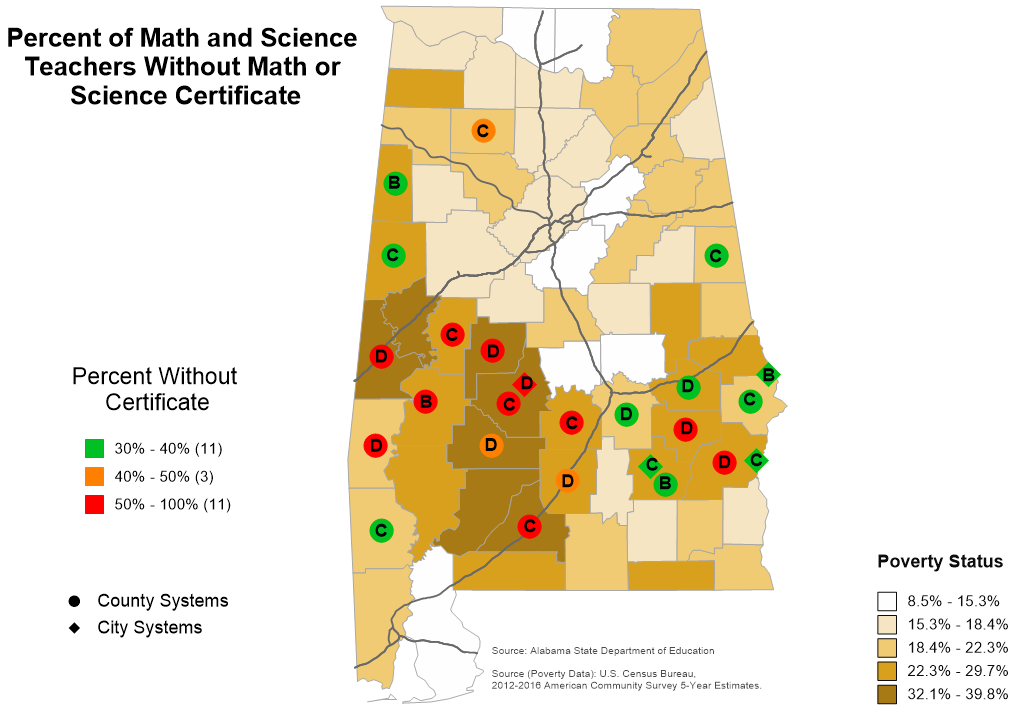 Percent of Math and Science
Teachers Without Math or
Science Certificate
C
B
C
C
D
C
D
D
C
B
C
D
B
D
C
D
C
D
D
D
C
D
C
D
B
C
C
Percent Without
Certificate
30% - 40% (11)
40% - 50% (3)
50% - 100% (11)
County Systems
City Systems
Poverty Status
8.5% - 15.3%
15.3% - 18.4%
18.4% - 22.3%
22.3% - 29.7%
32.1% - 39.8%
Source: Alabama State Department of Education
Source (Poverty Data): U.S. Census Bureau,
2012-2016 American Community Survey 5-Year Estimates.